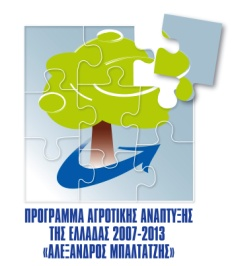 ΠΡΟΓΡΑΜΜΑ ΑΓΡΟΤΙΚΗΣ ΑΝΑΠΤΥΞΗΣ
ΤΗΣ ΕΛΛΑΔΑΣ 2007-2013
«ΑΛΕΞΑΝΔΡΟΣ ΜΠΑΛΤΑΤΖΗΣ»